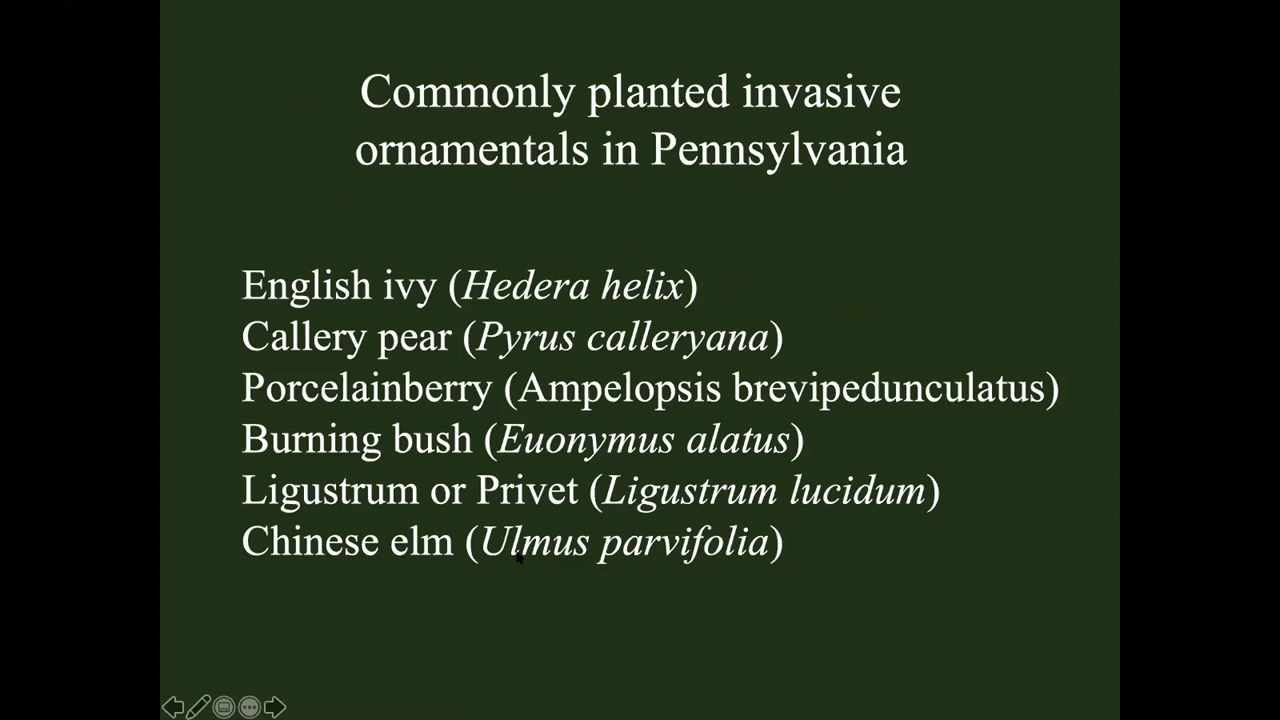 Commonly planted invasive
ornamentals in Pennsylvania
English ivy (Hedera helix)
Callery pear (Pyrus calleryana)
Porcelainberry (Ampelopsis brevipedunculatus)
Burning bush (Euonymus alatus)
Ligustrum or Privet (Ligustrum lucidum)
Chinese elm (Ulmus parvifolia)